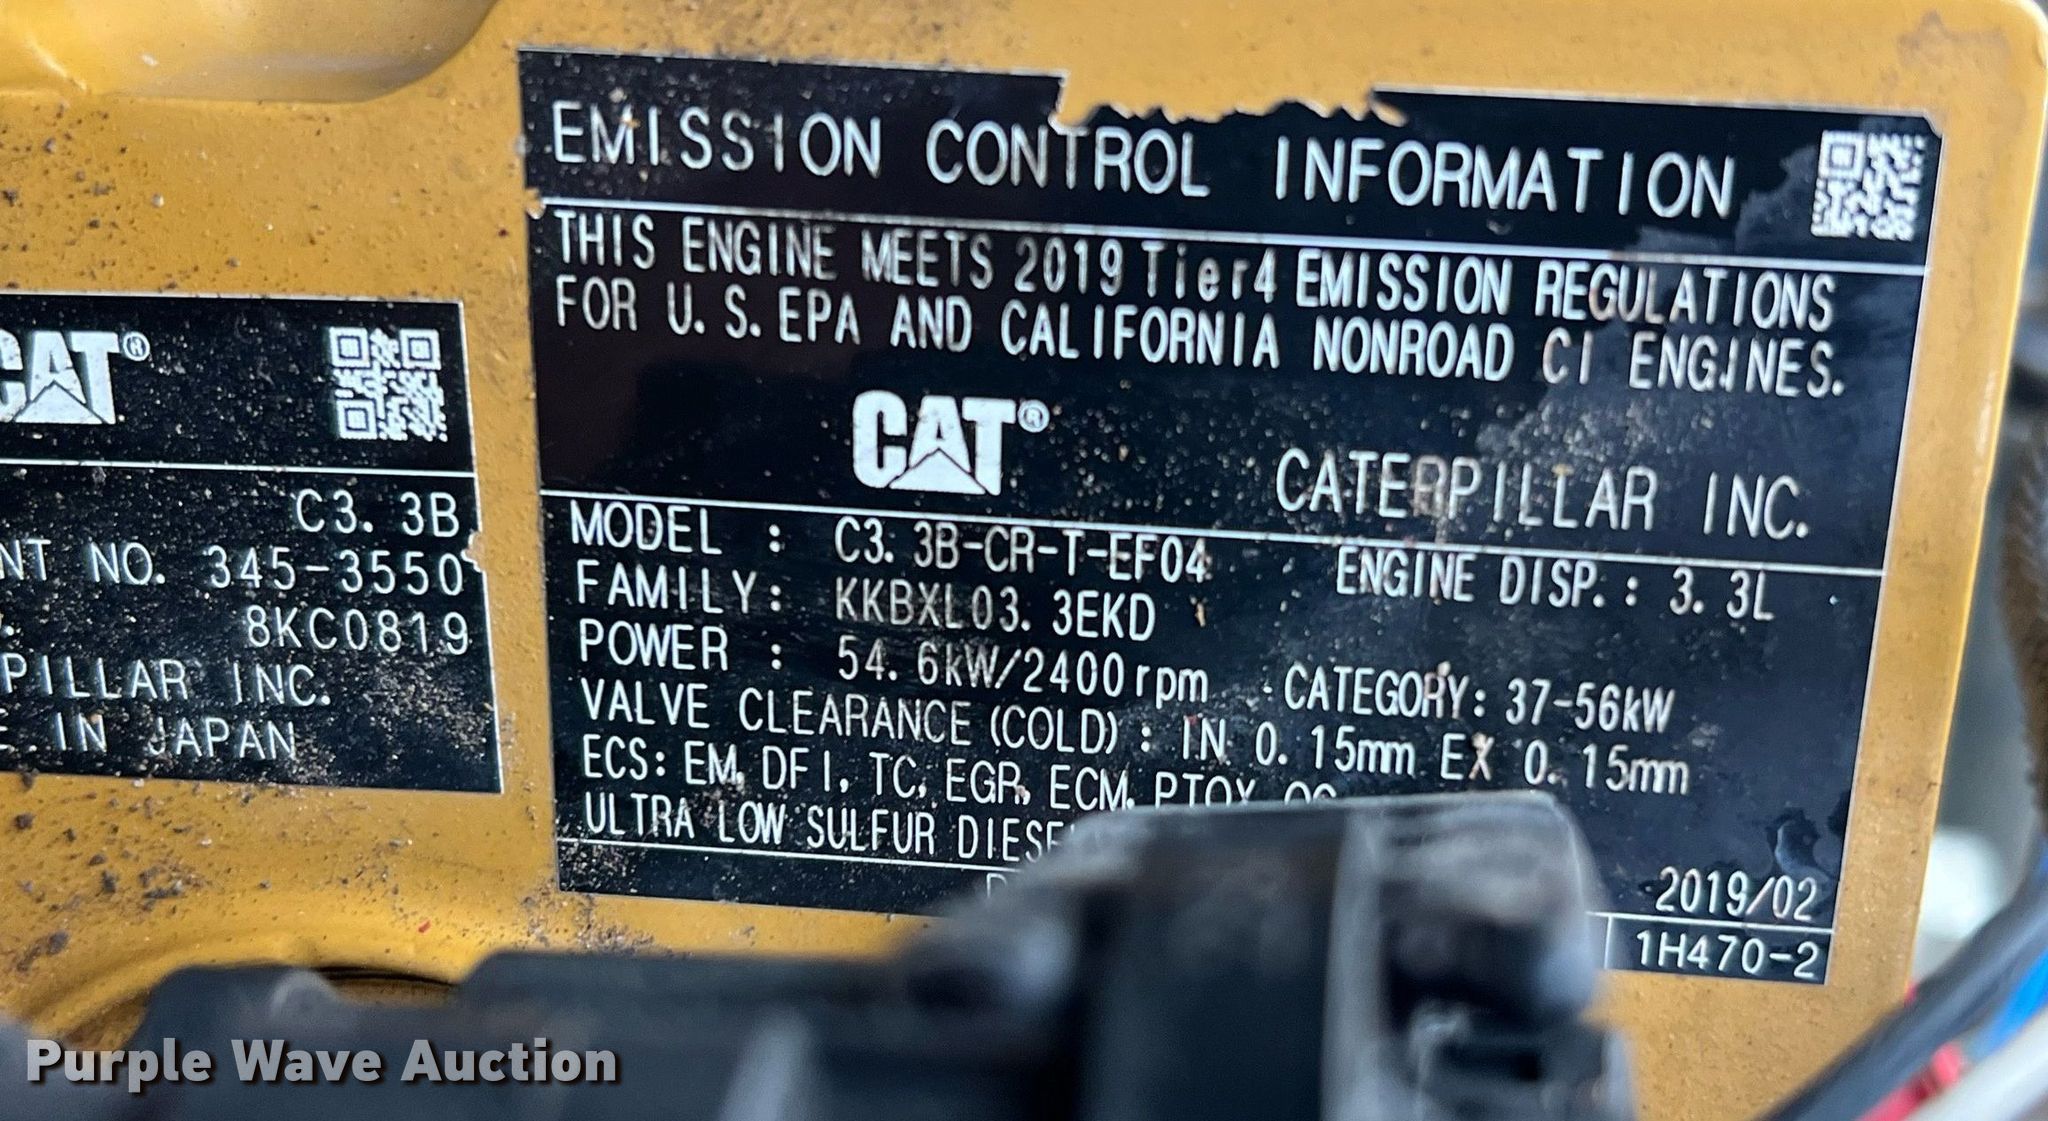 EMISSION CONTROL INFORMATION
THIS ENGINE MEETS 2019 Tier4 EMISSION REGULATIONS
FOR U.S. EPA AND CALIFORNIA NONROAD CI ENGINES.
CAT®
CATERPILLAR INC.
MODEL : C3.3B-CR-T-EF04 ENGINE DISP.: 3.3L
FAMILY: KKBXL03.3EKD
POWER : 54.6kW/2400rpm CATEGORY: 37-56kW
VALVE CLEARANCE (COLD): IN 0.15mm EX 0.15mm
ECS: EM, DFI, TC, EGR, ECM,
ULTRA LOW SULFUR
2019/02
1H470-2
CAT®
C3.3B
NO. 345-3550
8KC0819
INC.
IN JAPAN
Purple Wave Auction